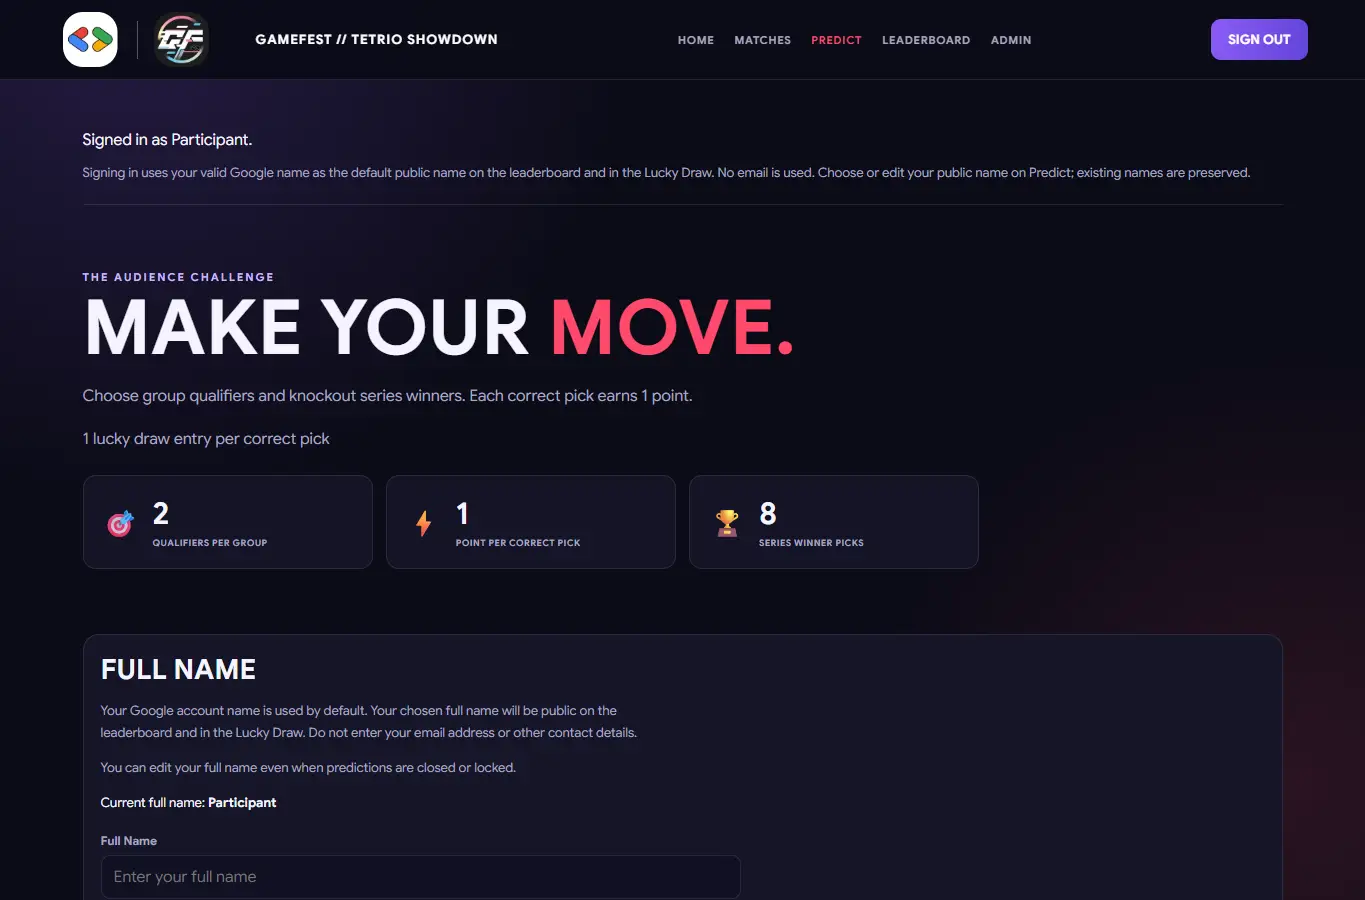 GF
GAMEFEST // TETRIO SHOWDOWN
HOME
MATCHES
PREDICT
LEADERBOARD
ADMIN
SIGN OUT
Signed in as Participant.
Signing in uses your valid Google name as the default public name on the leaderboard and in the Lucky Draw. No email is used. Choose or edit your public name on Predict; existing names are preserved.
THE AUDIENCE CHALLENGE
MAKE YOUR MOVE.
Choose group qualifiers and knockout series winners. Each correct pick earns 1 point.
1 lucky draw entry per correct pick
2
QUALIFIERS PER GROUP
1
POINT PER CORRECT PICK
8
SERIES WINNER PICKS
FULL NAME
Your Google account name is used by default. Your chosen full name will be public on the
leaderboard and in the Lucky Draw. Do not enter your email address or other contact details.
You can edit your full name even when predictions are closed or locked.
Current full name: Participant
Full Name
Enter your full name